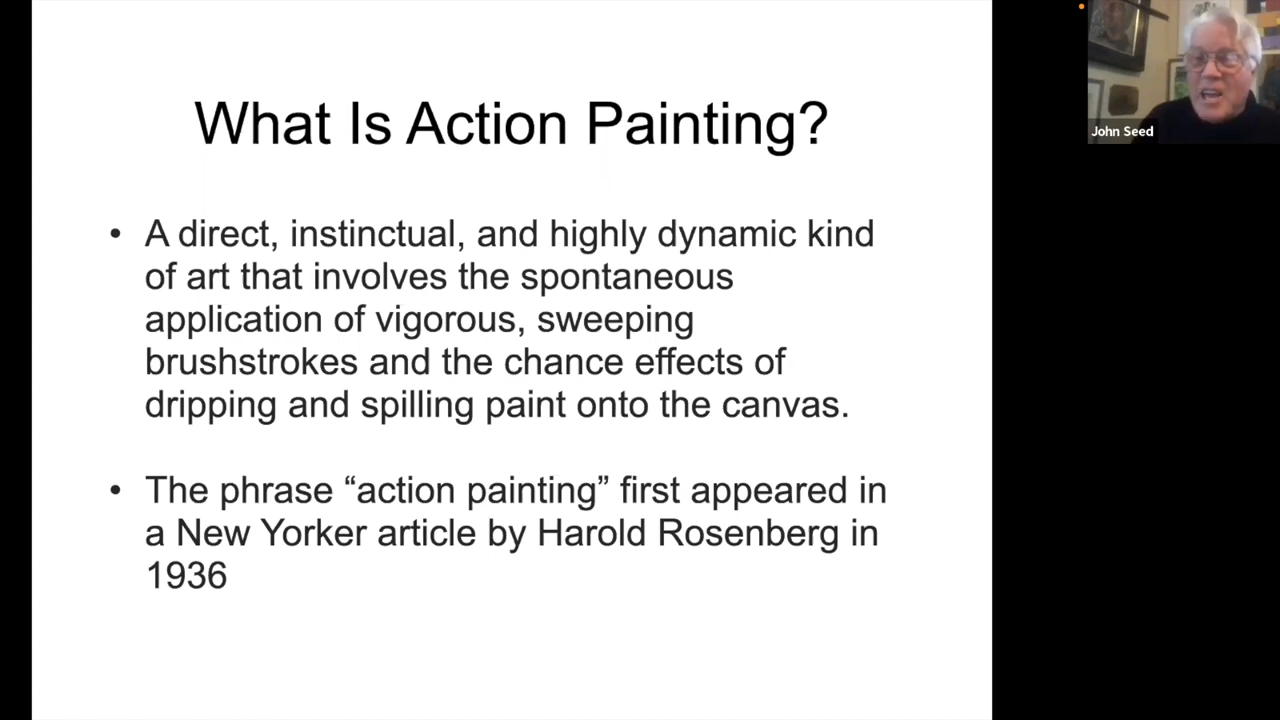 What Is Action Painting?
• A direct, instinctual, and highly dynamic kind
of art that involves the spontaneous
application of vigorous, sweeping
brushstrokes and the chance effects of
dripping and spilling paint onto the canvas.
• The phrase “action painting” first appeared in
a New Yorker article by Harold Rosenberg in
1936
John Seed